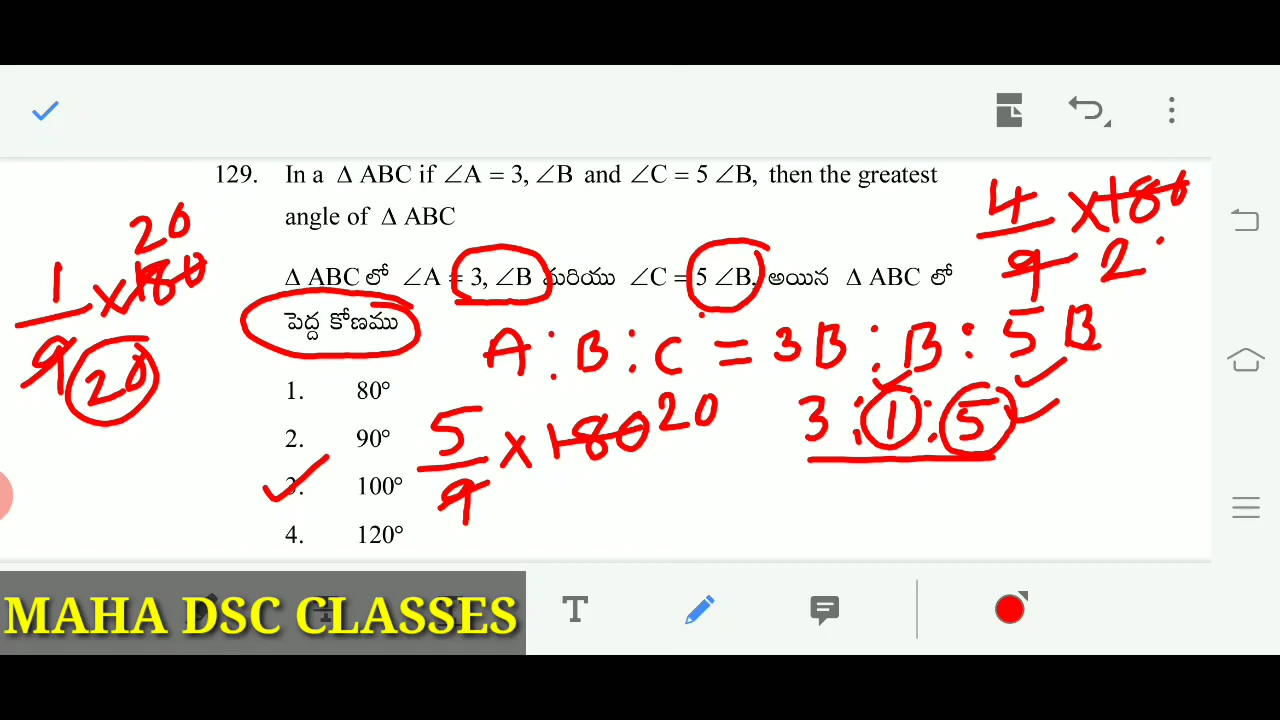 129. In a Δ ABC if ∠A = 3, ∠B and ∠C = 5 ∠B, then the greatest
angle of Δ ABC
Δ ABC లో ∠A = 3, ∠B మరియు ∠C = 5 ∠B, అయిన Δ ABC లో
పెద్ద కోణము
1. 80°
2. 90°
3. 100°
4. 120°
20
1/9 × 180
20
4/9 × 180
2
A : B : C = 3B : B : 5B
3 : 1 : 5
5/9 × 180 20
T
MAHA DSC CLASSES